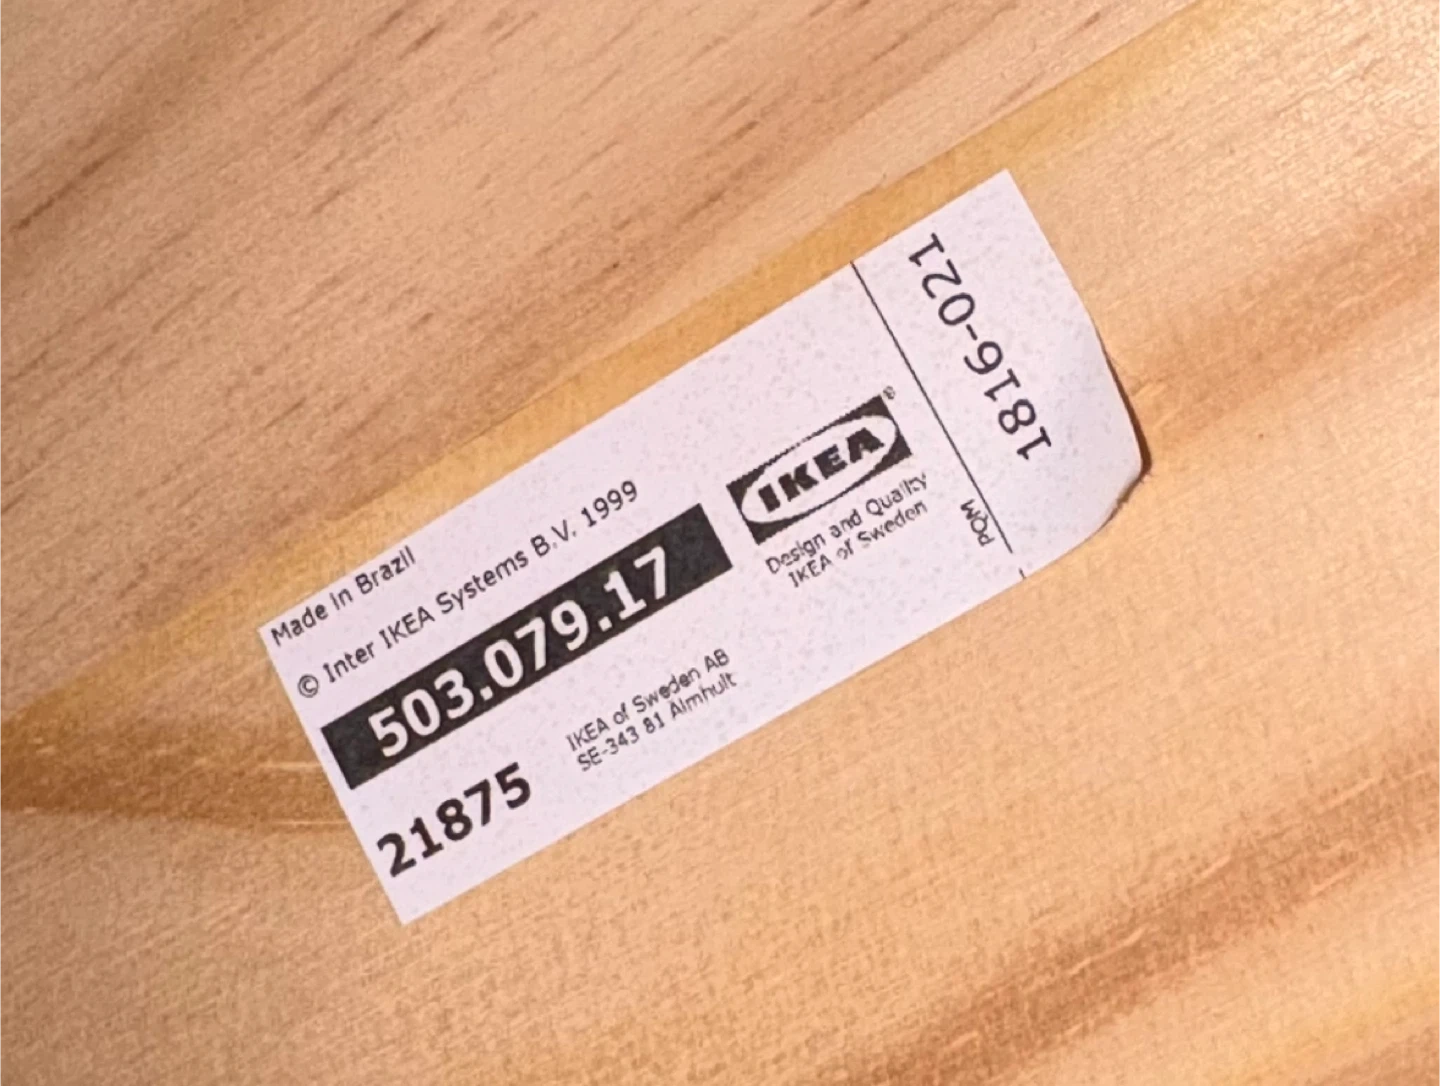 Made in Brazil
© Inter IKEA Systems B.V. 1999
503.079.17
21875
IKEA of Sweden AB
SE-343 81 Älmhult
IKEA®
Design and Quality
IKEA of Sweden
PQM
1816-021